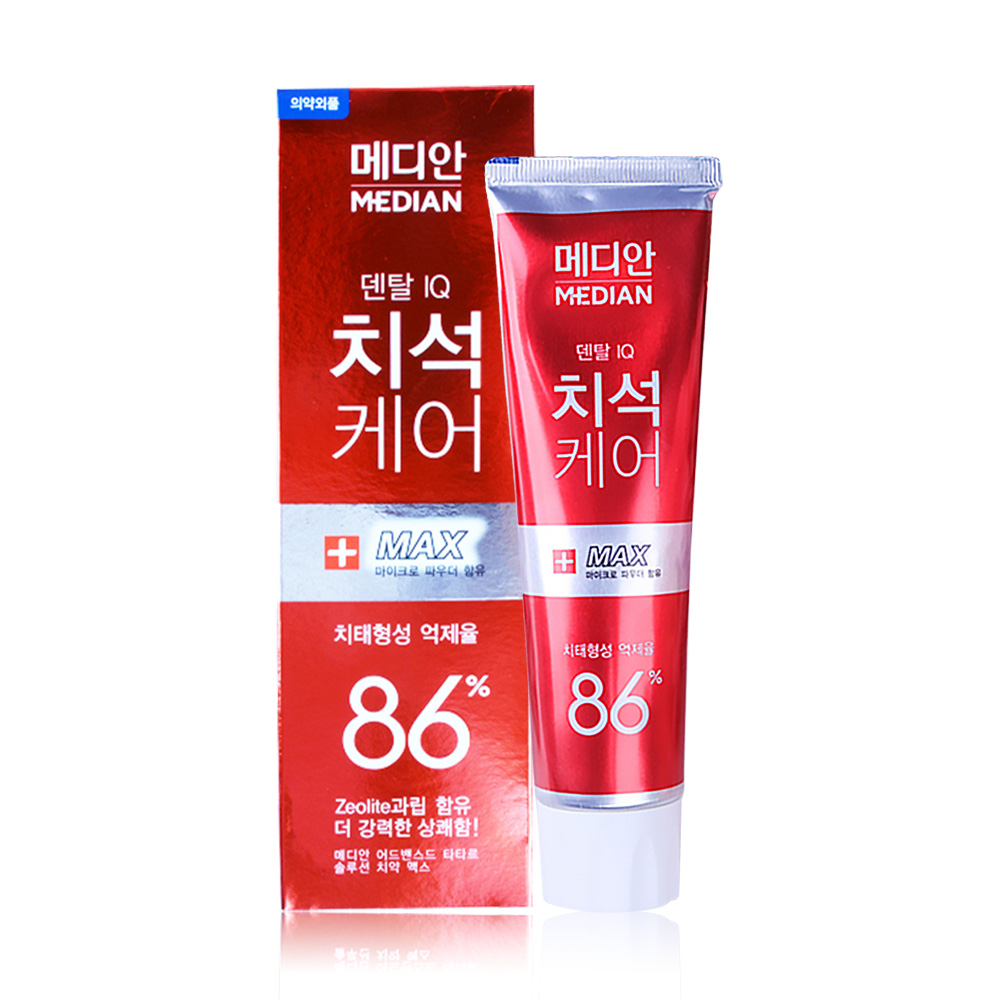 의약외품
메디안
MEDIAN
덴탈 IQ
치석
케어
MAX
마이크로 파우더 함유
치태형성 억제율
86%
Zeolite과립 함유
더 강력한 상쾌함!
메디안 어드밴스드 타타르
솔루션 치약 맥스
메디안
MEDIAN
덴탈 IQ
치석
케어
MAX
마이크로 파우더 함유
치태형성 억제율
86%